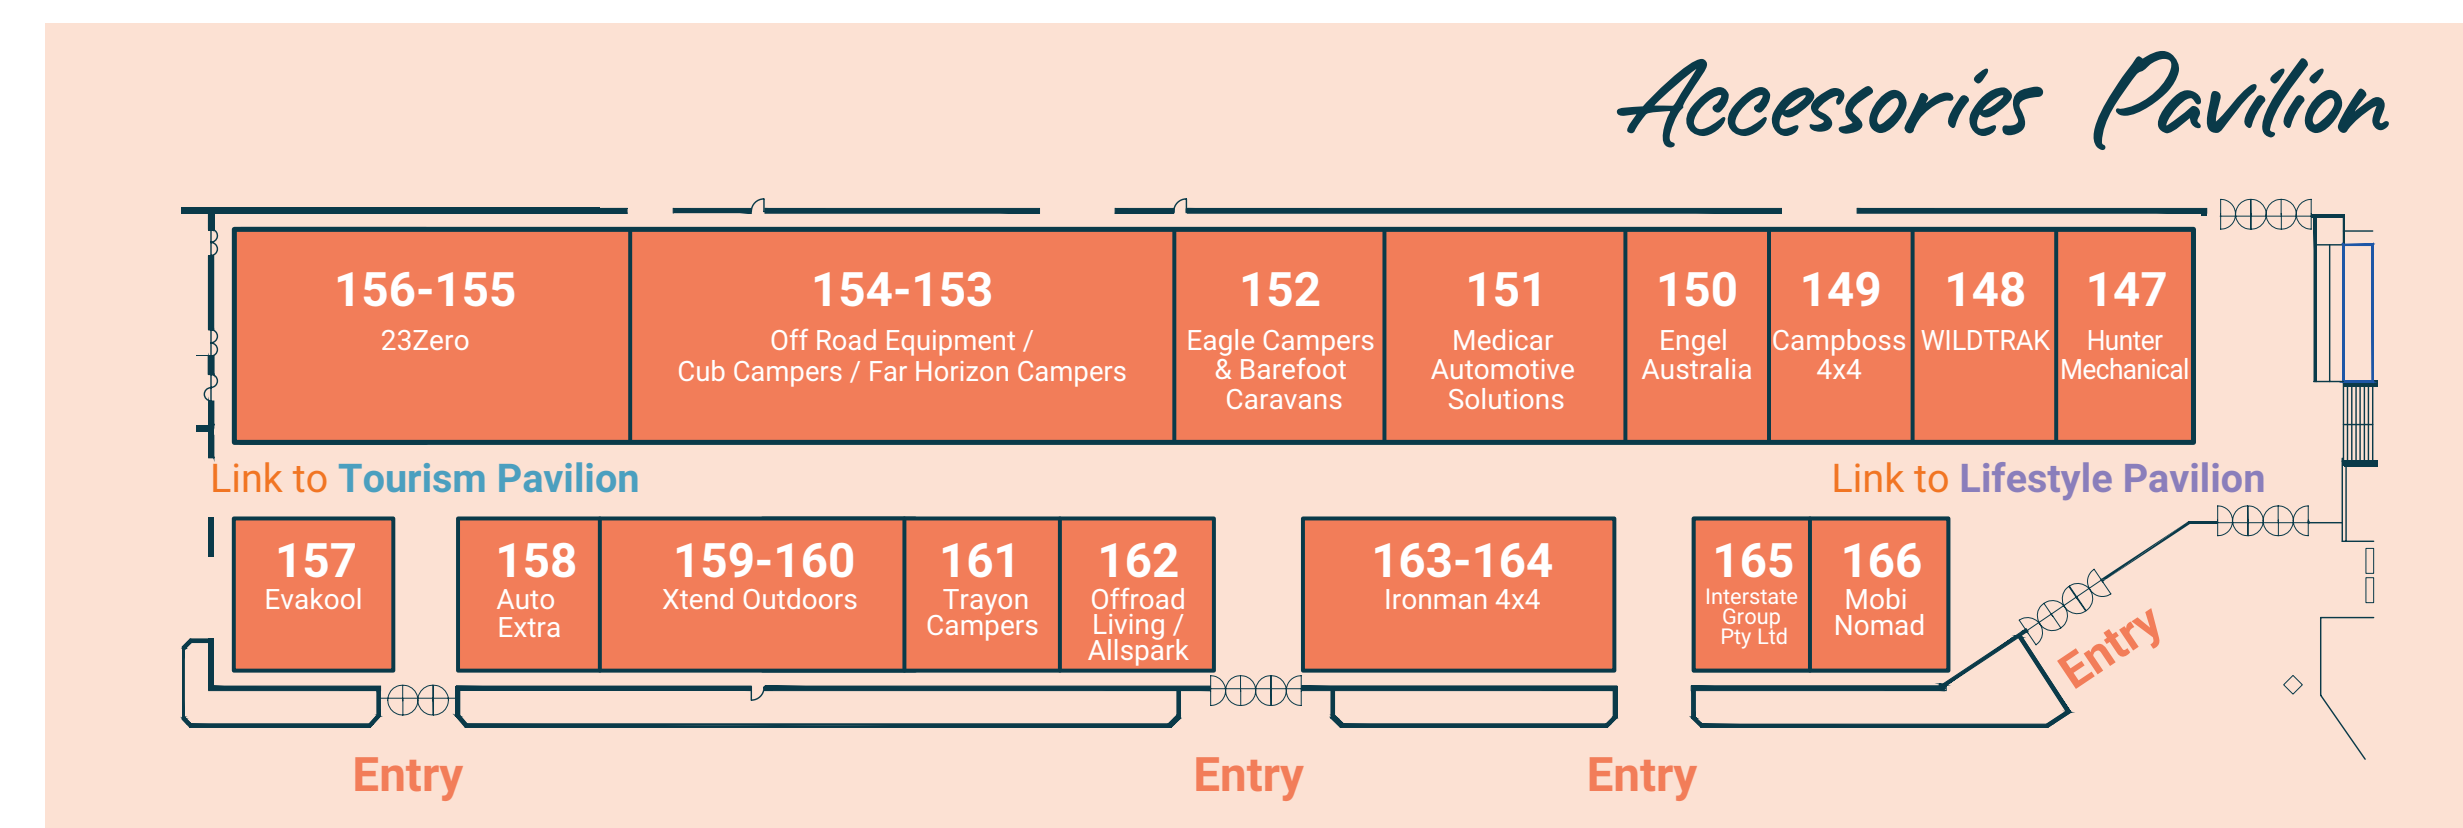 Accessories Pavilion
156-155
23Zero
154-153
Off Road Equipment /
Cub Campers / Far Horizon Campers
152
Eagle Campers
& Barefoot
Caravans
151
Medicar
Automotive
Solutions
150
Engel
Australia
149
Campboss
4x4
148
WILDTRAK
147
Hunter
Mechanical
Link to Tourism Pavilion
Link to Lifestyle Pavilion
157
Evakool
158
Auto
Extra
159-160
Xtend Outdoors
161
Trayon
Campers
162
Offroad
Living /
Allspark
163-164
Ironman 4x4
165
Interstate
Group
Pty Ltd
166
Mobi
Nomad
Entry
Entry
Entry
Entry